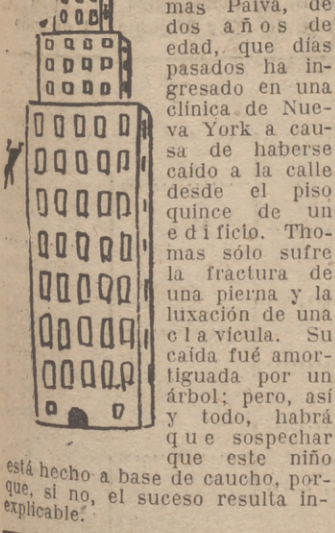 mas Paiva, de
dos años de
edad, que días
pasados ha in-
gresado en una
clínica de Nue-
va York a cau-
sa de haberse
caído a la calle
desde el piso
quince de un
edificio. Tho-
mas sólo sufre
la fractura de
una pierna y la
luxación de una
clavícula. Su
caída fué amor-
tiguada por un
árbol; pero, así
y todo, habrá
que sospechar
que este niño
está hecho a base de caucho, por-
que, si no, el suceso resulta in-
explicable.